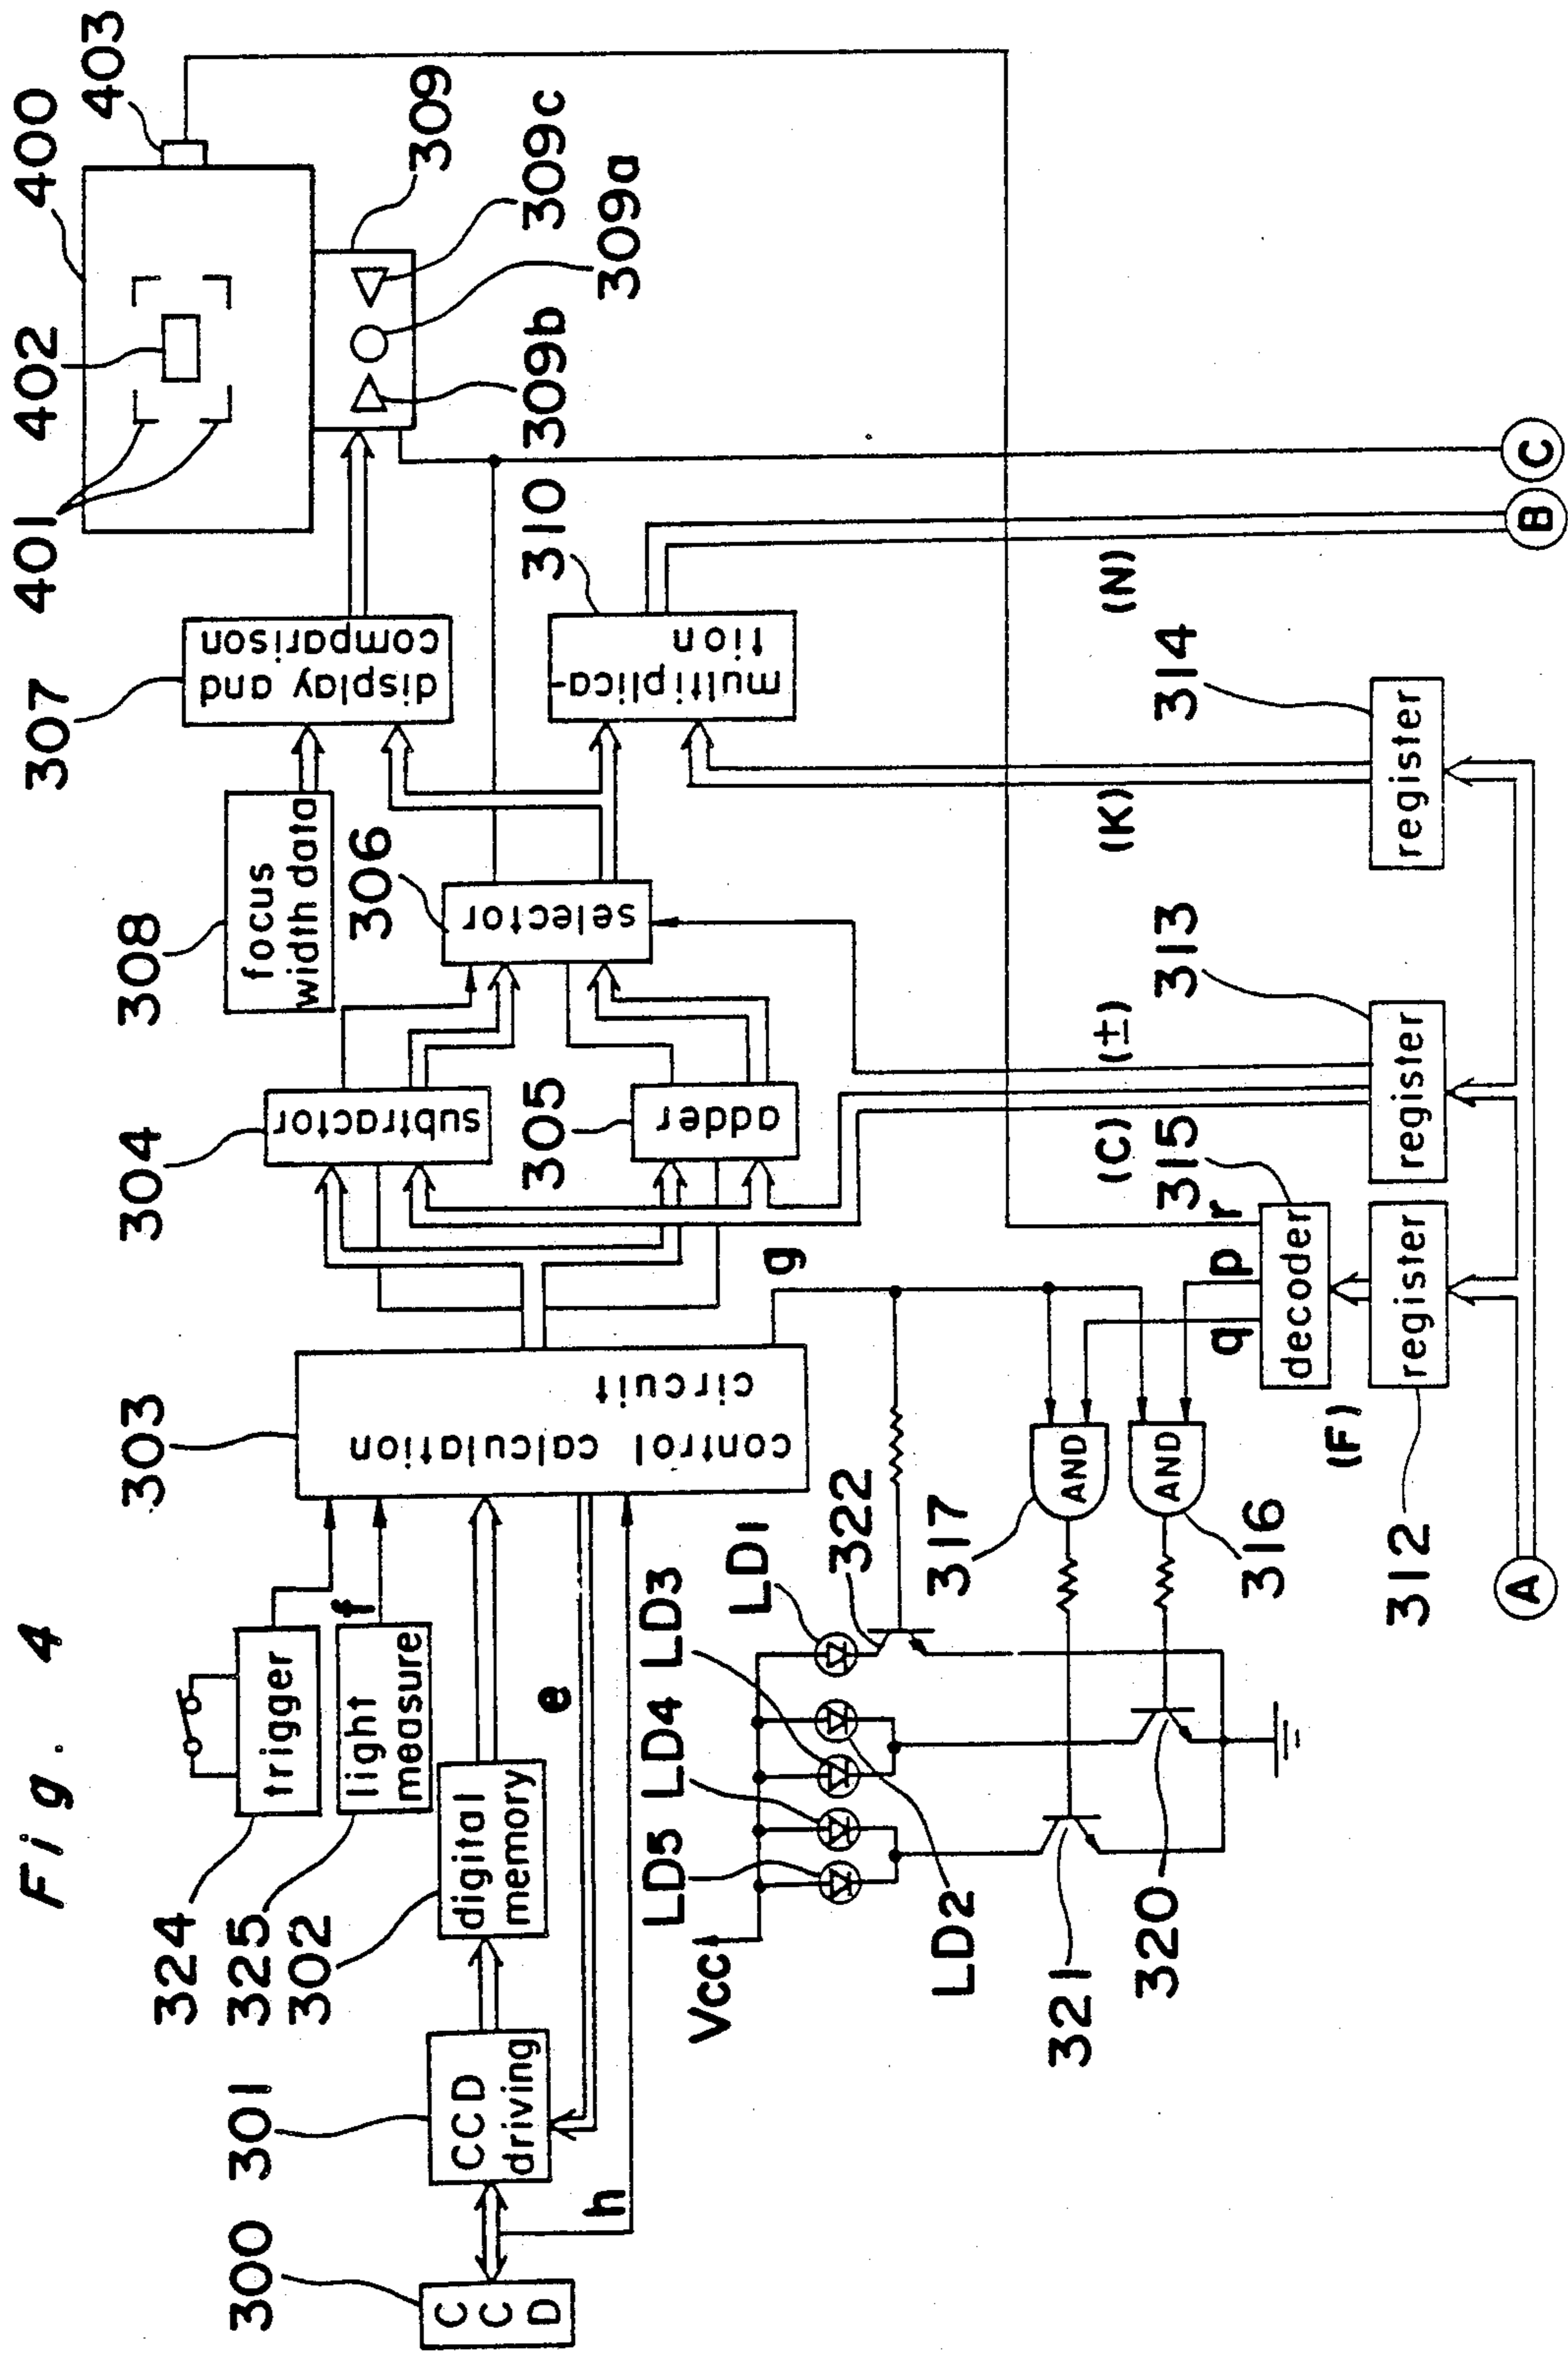 Fig. 4
400
403
402
401
309
309c
309a
309b
307
display and
comparison
308
focus
width data
306
selector
310
multiplica-
tion
(N)
B
C
304
subtractor
305
adder
(K)
314
register
(±)
313
register
(C)
315
decoder
r
p
q
(F)
312
register
A
303
control calculation
circuit
g
324
trigger
325
light
measure
f
302
digital
memory
e
301
CCD
driving
h
300
C
C
D
Vcc
LD5
LD4
LD3
LD1
LD2
322
317
AND
316
AND
321
320